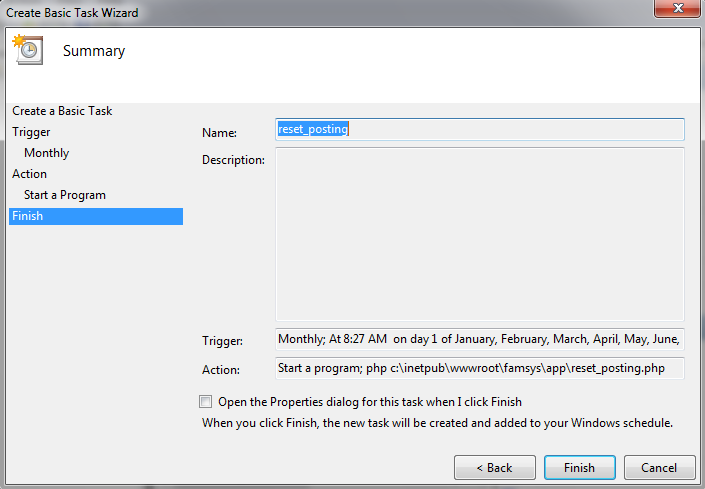 Create Basic Task Wizard
Summary
Create a Basic Task
Trigger
Monthly
Action
Start a Program
Finish
Name:
reset_posting
Description:
Trigger:
Monthly; At 8:27 AM  on day 1 of January, February, March, April, May, June,
Action:
Start a program; php c:\inetpub\wwwroot\famsys\app\reset_posting.php
Open the Properties dialog for this task when I click Finish
When you click Finish, the new task will be created and added to your Windows schedule.
< Back
Finish
Cancel